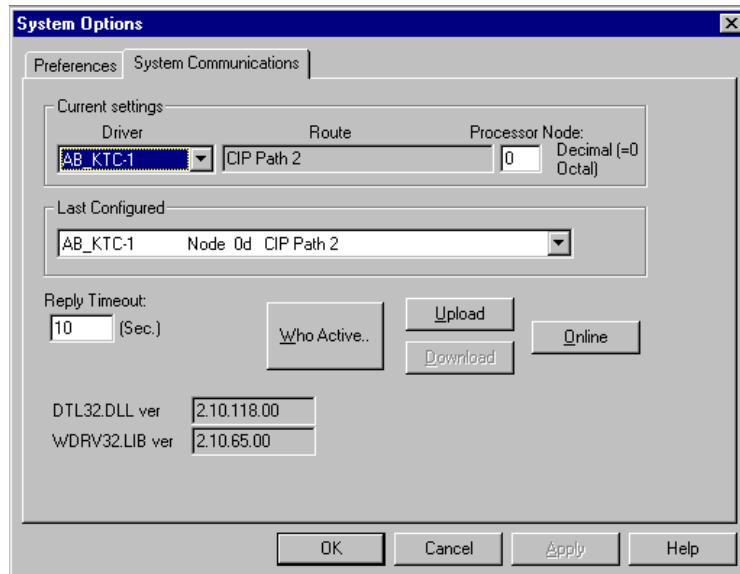 System Options
Preferences
System Communications
Current settings
Driver
Route
Processor Node:
AB_KTC-1
CIP Path 2
0
Decimal (=0
Octal)
Last Configured
AB_KTC-1 Node 0d CIP Path 2
Reply Timeout:
10 (Sec.)
Who Active..
Upload
Download
Online
DTL32.DLL ver 2.10.118.00
WDRV32.LIB ver 2.10.65.00
OK
Cancel
Apply
Help